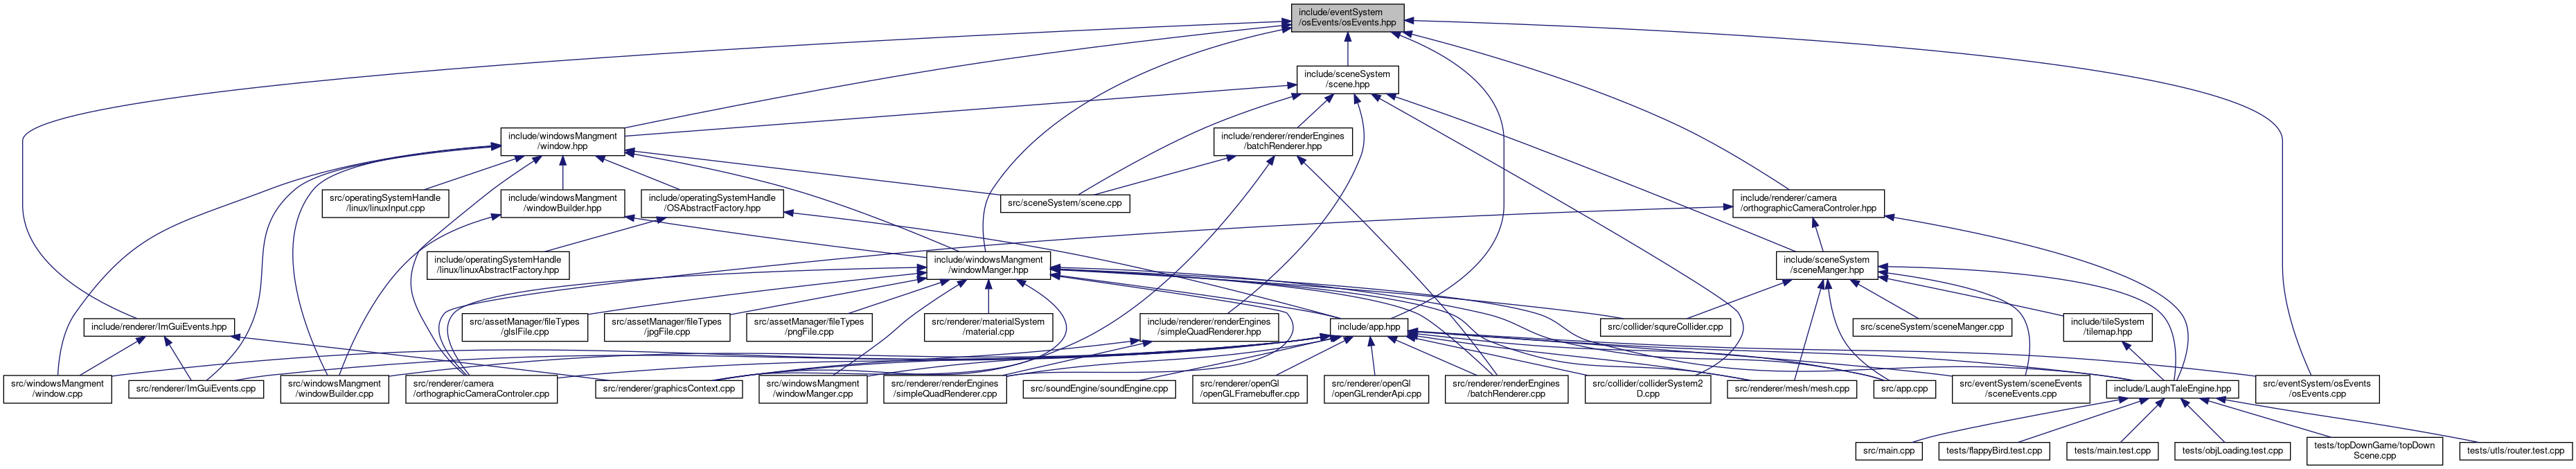 include/eventSystem
/osEvents/osEvents.hpp
include/sceneSystem
/scene.hpp
include/windowsMangment
/window.hpp
include/renderer/renderEngines
/batchRenderer.hpp
src/operatingSystemHandle
/linux/linuxInput.cpp
include/windowsMangment
/windowBuilder.hpp
include/operatingSystemHandle
/OSAbstractFactory.hpp
src/sceneSystem/scene.cpp
include/renderer/camera
/orthographicCameraControler.hpp
include/operatingSystemHandle
/linux/linuxAbstractFactory.hpp
include/windowsMangment
/windowManger.hpp
include/sceneSystem
/sceneManger.hpp
include/renderer/ImGuiEvents.hpp
src/assetManager/fileTypes
/glslFile.cpp
src/assetManager/fileTypes
/jpgFile.cpp
src/assetManager/fileTypes
/pngFile.cpp
src/renderer/materialSystem
/material.cpp
include/renderer/renderEngines
/simpleQuadRenderer.hpp
include/app.hpp
src/collider/squreCollider.cpp
src/sceneSystem/sceneManger.cpp
include/tileSystem
/tilemap.hpp
src/windowsMangment
/window.cpp
src/renderer/ImGuiEvents.cpp
src/windowsMangment
/windowBuilder.cpp
src/renderer/camera
/orthographicCameraControler.cpp
src/renderer/graphicsContext.cpp
src/windowsMangment
/windowManger.cpp
src/renderer/renderEngines
/simpleQuadRenderer.cpp
src/soundEngine/soundEngine.cpp
src/renderer/openGl
/openGLFramebuffer.cpp
src/renderer/openGl
/openGLrenderApi.cpp
src/renderer/renderEngines
/batchRenderer.cpp
src/collider/colliderSystem2
D.cpp
src/renderer/mesh/mesh.cpp
src/app.cpp
src/eventSystem/sceneEvents
/sceneEvents.cpp
include/LaughTaleEngine.hpp
src/eventSystem/osEvents
/osEvents.cpp
src/main.cpp
tests/flappyBird.test.cpp
tests/main.test.cpp
tests/objLoading.test.cpp
tests/topDownGame/topDown
Scene.cpp
tests/utls/router.test.cpp